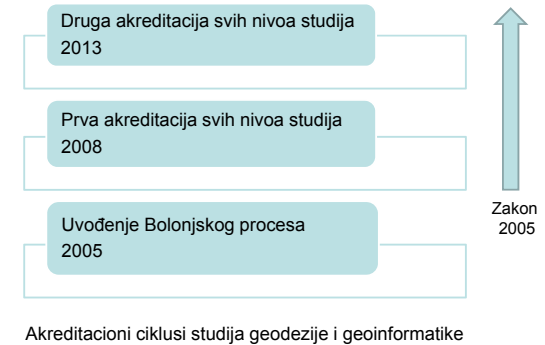 Druga akreditacija svih nivoa studija
2013
Prva akreditacija svih nivoa studija
2008
Uvođenje Bolonjskog procesa
2005
Zakon
2005
Akreditacioni ciklusi studija geodezije i geoinformatike